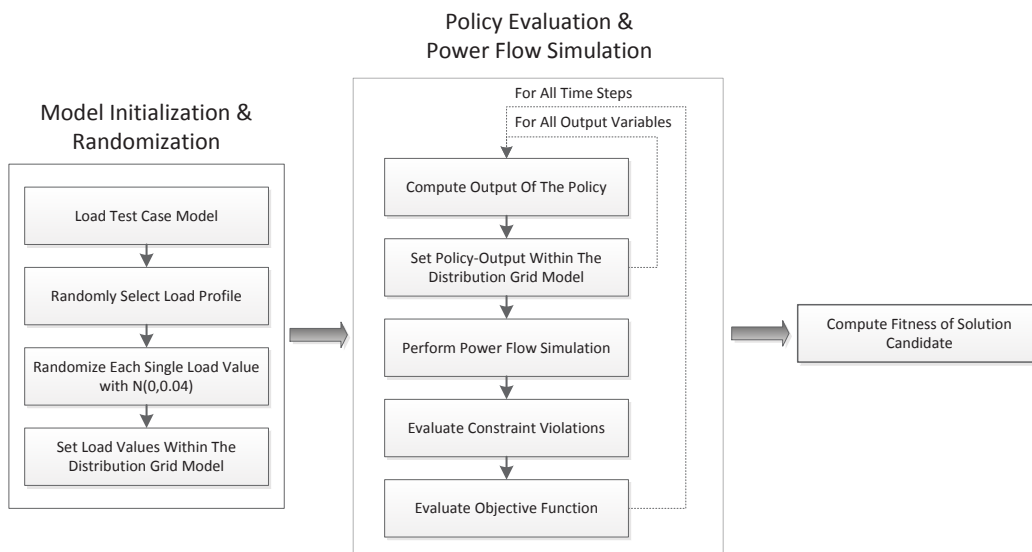 Model Initialization &
Randomization
Load Test Case Model
Randomly Select Load Profile
Randomize Each Single Load Value
with N(0,0.04)
Set Load Values Within The
Distribution Grid Model
Policy Evaluation &
Power Flow Simulation
For All Time Steps
For All Output Variables
Compute Output Of The Policy
Set Policy-Output Within The
Distribution Grid Model
Perform Power Flow Simulation
Evaluate Constraint Violations
Evaluate Objective Function
Compute Fitness of Solution
Candidate